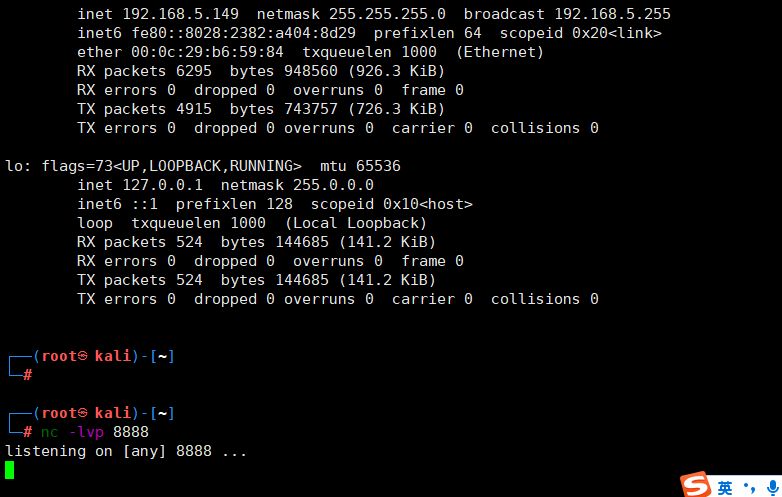 inet 192.168.5.149  netmask 255.255.255.0  broadcast 192.168.5.255
inet6 fe80::8028:2382:a404:8d29  prefixlen 64  scopeid 0x20<link>
ether 00:0c:29:b6:59:84  txqueuelen 1000  (Ethernet)
RX packets 6295  bytes 948560 (926.3 KiB)
RX errors 0  dropped 0  overruns 0  frame 0
TX packets 4915  bytes 743757 (726.3 KiB)
TX errors 0  dropped 0 overruns 0  carrier 0  collisions 0
lo: flags=73<UP,LOOPBACK,RUNNING>  mtu 65536
inet 127.0.0.1  netmask 255.0.0.0
inet6 ::1  prefixlen 128  scopeid 0x10<host>
loop  txqueuelen 1000  (Local Loopback)
RX packets 524  bytes 144685 (141.2 KiB)
RX errors 0  dropped 0  overruns 0  frame 0
TX packets 524  bytes 144685 (141.2 KiB)
TX errors 0  dropped 0 overruns 0  carrier 0  collisions 0
┌──(root㉿kali)-[~]
└─#
┌──(root㉿kali)-[~]
└─# nc -lvp 8888
listening on [any] 8888 ...
S 英